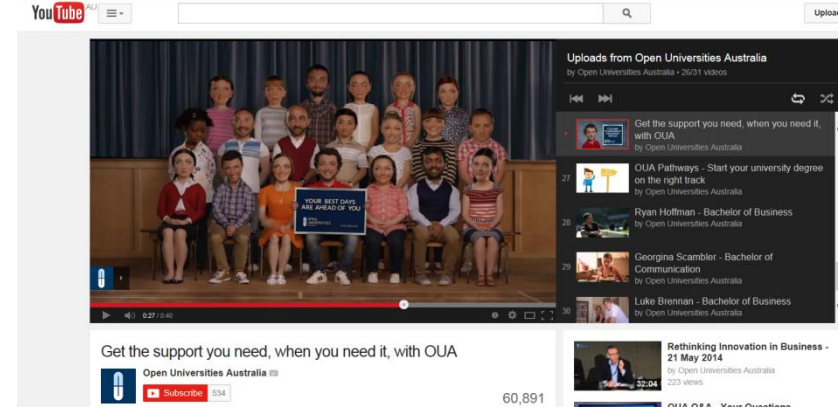 YouTube AU
Upload
Uploads from Open Universities Australia
by Open Universities Australia • 26/31 videos
Get the support you need, when you need it,
with OUA
by Open Universities Australia
27
OUA Pathways - Start your university degree
on the right track
by Open Universities Australia
28
Ryan Hoffman - Bachelor of Business
by Open Universities Australia
29
Georgina Scambler - Bachelor of
Communication
by Open Universities Australia
30
Luke Brennan - Bachelor of Business
by Open Universities Australia
YOUR BEST DAYS
ARE AHEAD OF YOU
OPEN
UNIVERSITIES
AUSTRALIA
0:27 / 0:40
Get the support you need, when you need it, with OUA
Open Universities Australia
Subscribe 534
60,891
32:04
Rethinking Innovation in Business -
21 May 2014
by Open Universities Australia
223 views
OUA Q&A - Your Questions